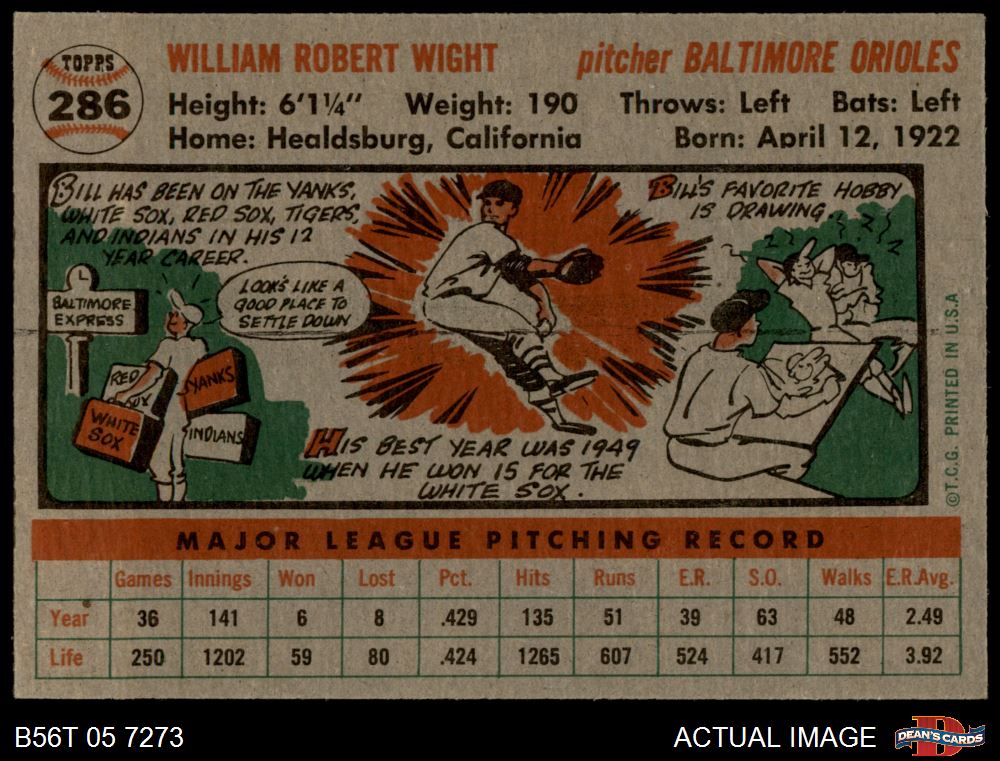 TOPPS
286
WILLIAM ROBERT WIGHT pitcher BALTIMORE ORIOLES
Height: 6'1¼" Weight: 190 Throws: Left Bats: Left
Home: Healdsburg, California Born: April 12, 1922
BILL HAS BEEN ON THE YANKS,
WHITE SOX, RED SOX, TIGERS,
AND INDIANS IN HIS 12
YEAR CAREER.
BALTIMORE
EXPRESS
LOOKS LIKE A
GOOD PLACE TO
SETTLE DOWN
RED
SOX
YANKS
WHITE
SOX
INDIANS
HIS BEST YEAR WAS 1949
WHEN HE WON 15 FOR THE
WHITE SOX.
BILL'S FAVORITE HOBBY
IS DRAWING.
Z Z Z Z
©T.C.G. PRINTED IN U.S.A
MAJOR LEAGUE PITCHING RECORD
Games Innings Won Lost Pct. Hits Runs E.R. S.O. Walks E.R.Avg.
Year 36 141 6 8 .429 135 51 39 63 48 2.49
Life 250 1202 59 80 .424 1265 607 524 417 552 3.92
B56T 05 7273 ACTUAL IMAGE
DEAN'S CARDS